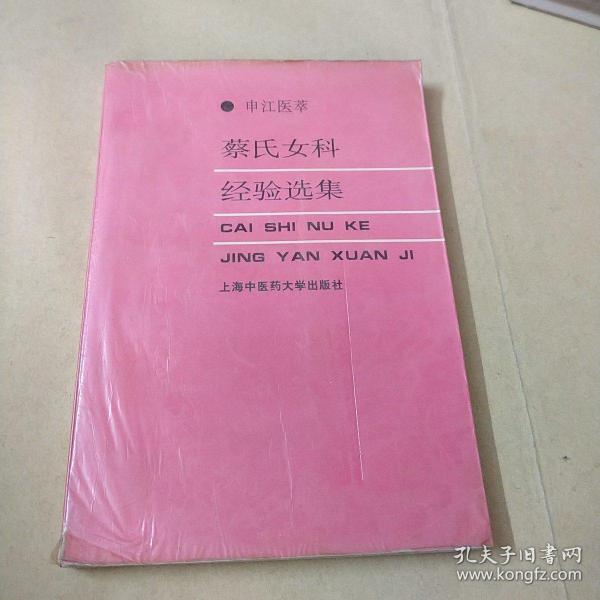 申江医萃
蔡氏女科
经验选集
CAI SHI NU KE
JING YAN XUAN JI
上海中医药大学出版社
孔夫子旧书网
www.kongfz.com